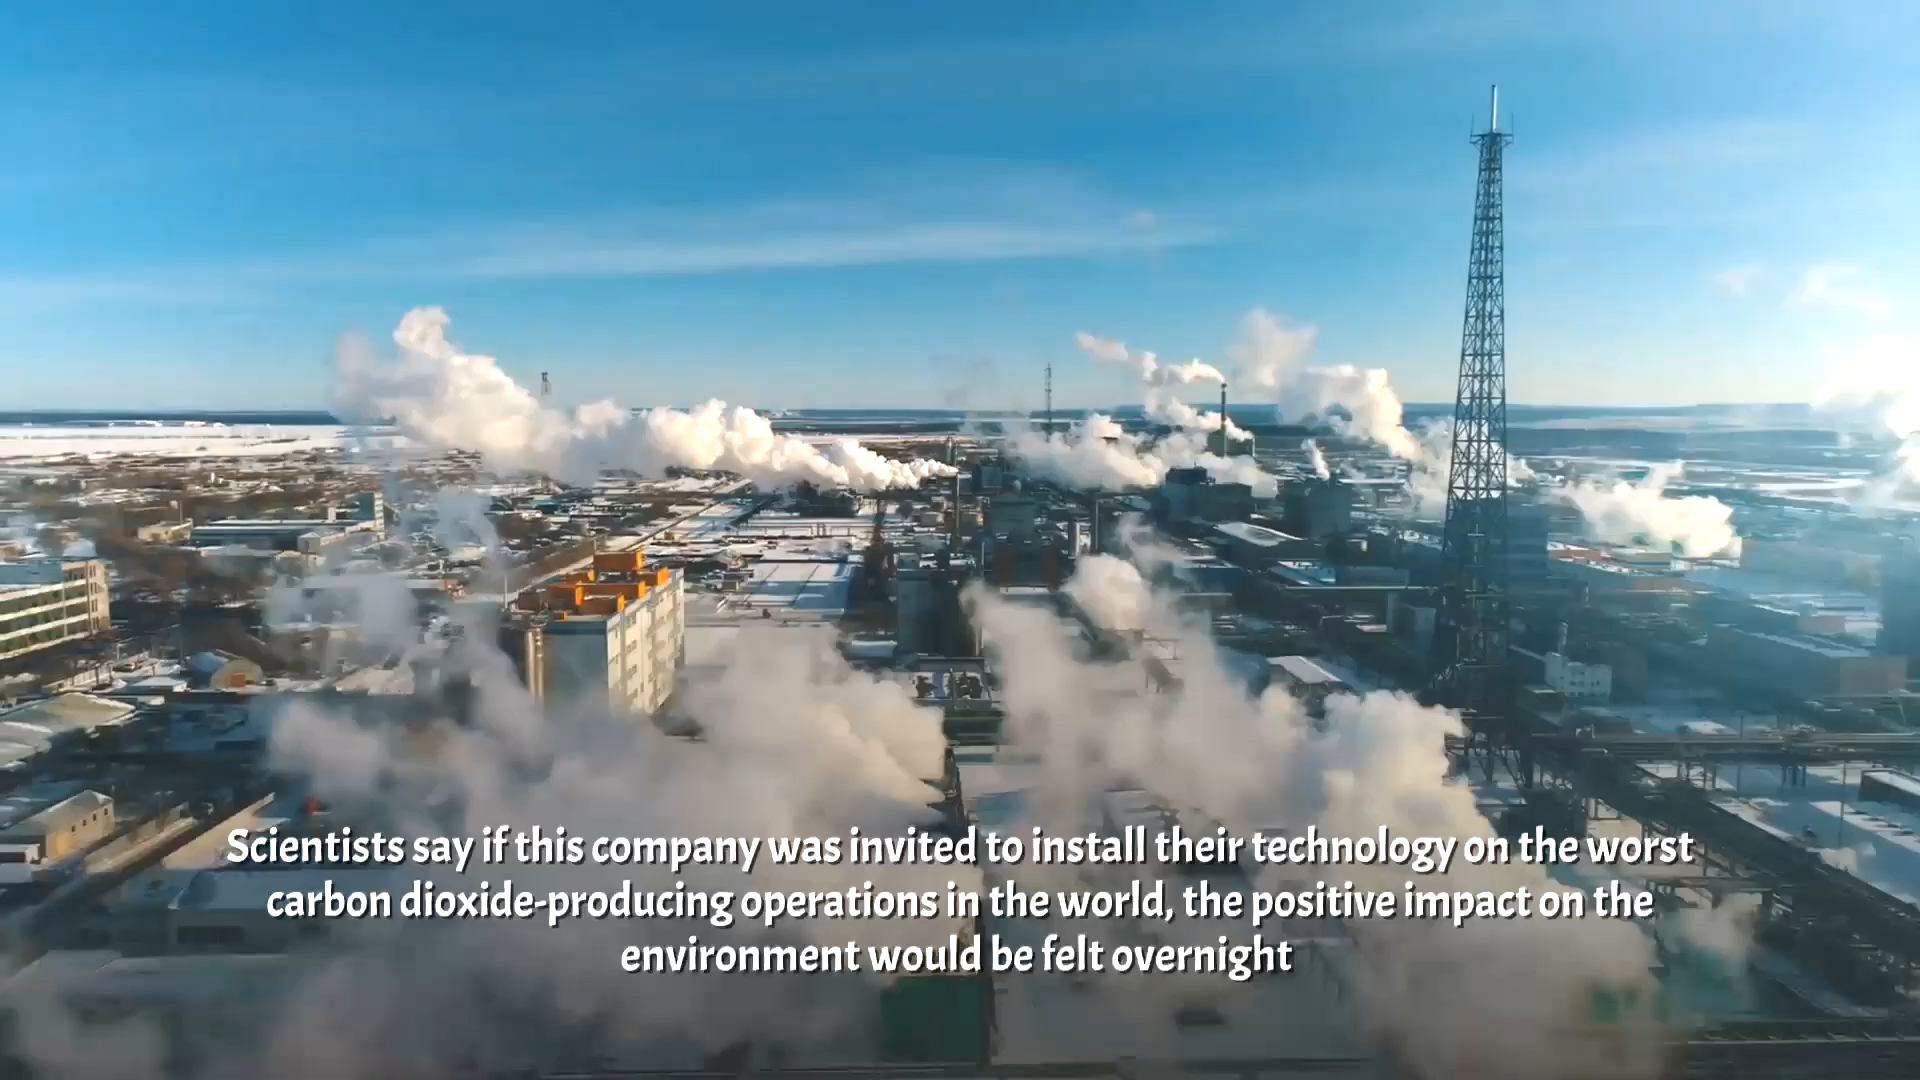 Scientists say if this company was invited to install their technology on the worst
carbon dioxide-producing operations in the world, the positive impact on the
environment would be felt overnight